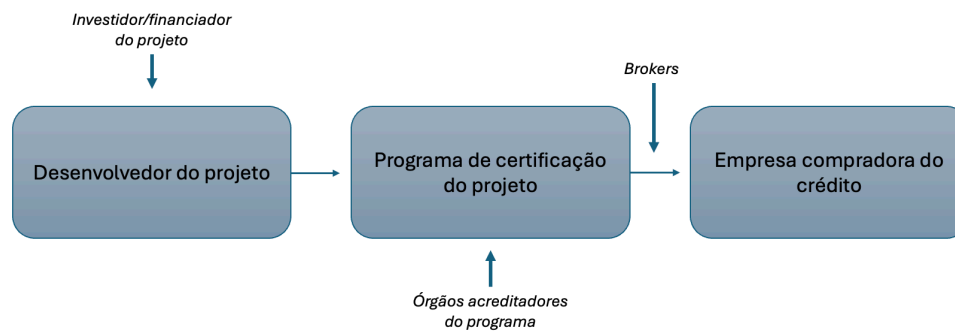 Investidor/financiador
do projeto
Brokers
Desenvolvedor do projeto
Programa de certificação
do projeto
Empresa compradora do
crédito
Órgãos acreditadores
do programa